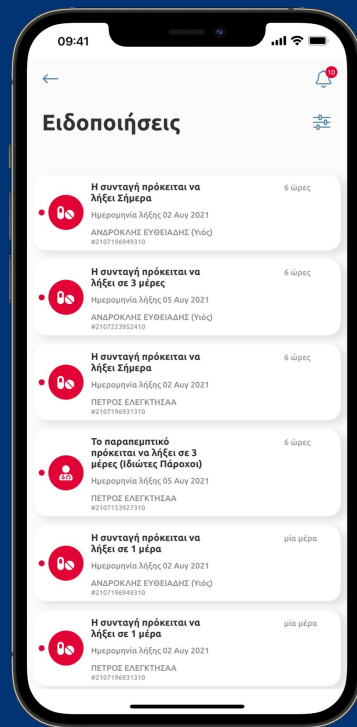 09:41
10
Ειδοποιήσεις
Η συνταγή πρόκειται να
λήξει Σήμερα
6 ώρες
Ημερομηνία λήξης 02 Αυγ 2021
ΑΝΔΡΟΚΛΗΣ ΕΥΘΕΙΑΔΗΣ (Υιός)
#2107196949310
Η συνταγή πρόκειται να
λήξει σε 3 μέρες
6 ώρες
Ημερομηνία λήξης 05 Αυγ 2021
ΑΝΔΡΟΚΛΗΣ ΕΥΘΕΙΑΔΗΣ (Υιός)
#2107223952410
Η συνταγή πρόκειται να
λήξει Σήμερα
6 ώρες
Ημερομηνία λήξης 02 Αυγ 2021
ΠΕΤΡΟΣ ΕΛΕΓΚΤΗΣΑΑ
#2107196931310
Το παραπεμπτικό
πρόκειται να λήξει σε 3
μέρες (Ιδιώτες Πάροχοι)
6 ώρες
Ημερομηνία λήξης 05 Αυγ 2021
ΠΕΤΡΟΣ ΕΛΕΓΚΤΗΣΑΑ
#2107153927310
Η συνταγή πρόκειται να
λήξει σε 1 μέρα
μία μέρα
Ημερομηνία λήξης 02 Αυγ 2021
ΑΝΔΡΟΚΛΗΣ ΕΥΘΕΙΑΔΗΣ (Υιός)
#2107196949310
Η συνταγή πρόκειται να
λήξει σε 1 μέρα
μία μέρα
Ημερομηνία λήξης 02 Αυγ 2021
ΠΕΤΡΟΣ ΕΛΕΓΚΤΗΣΑΑ
#2107196931310